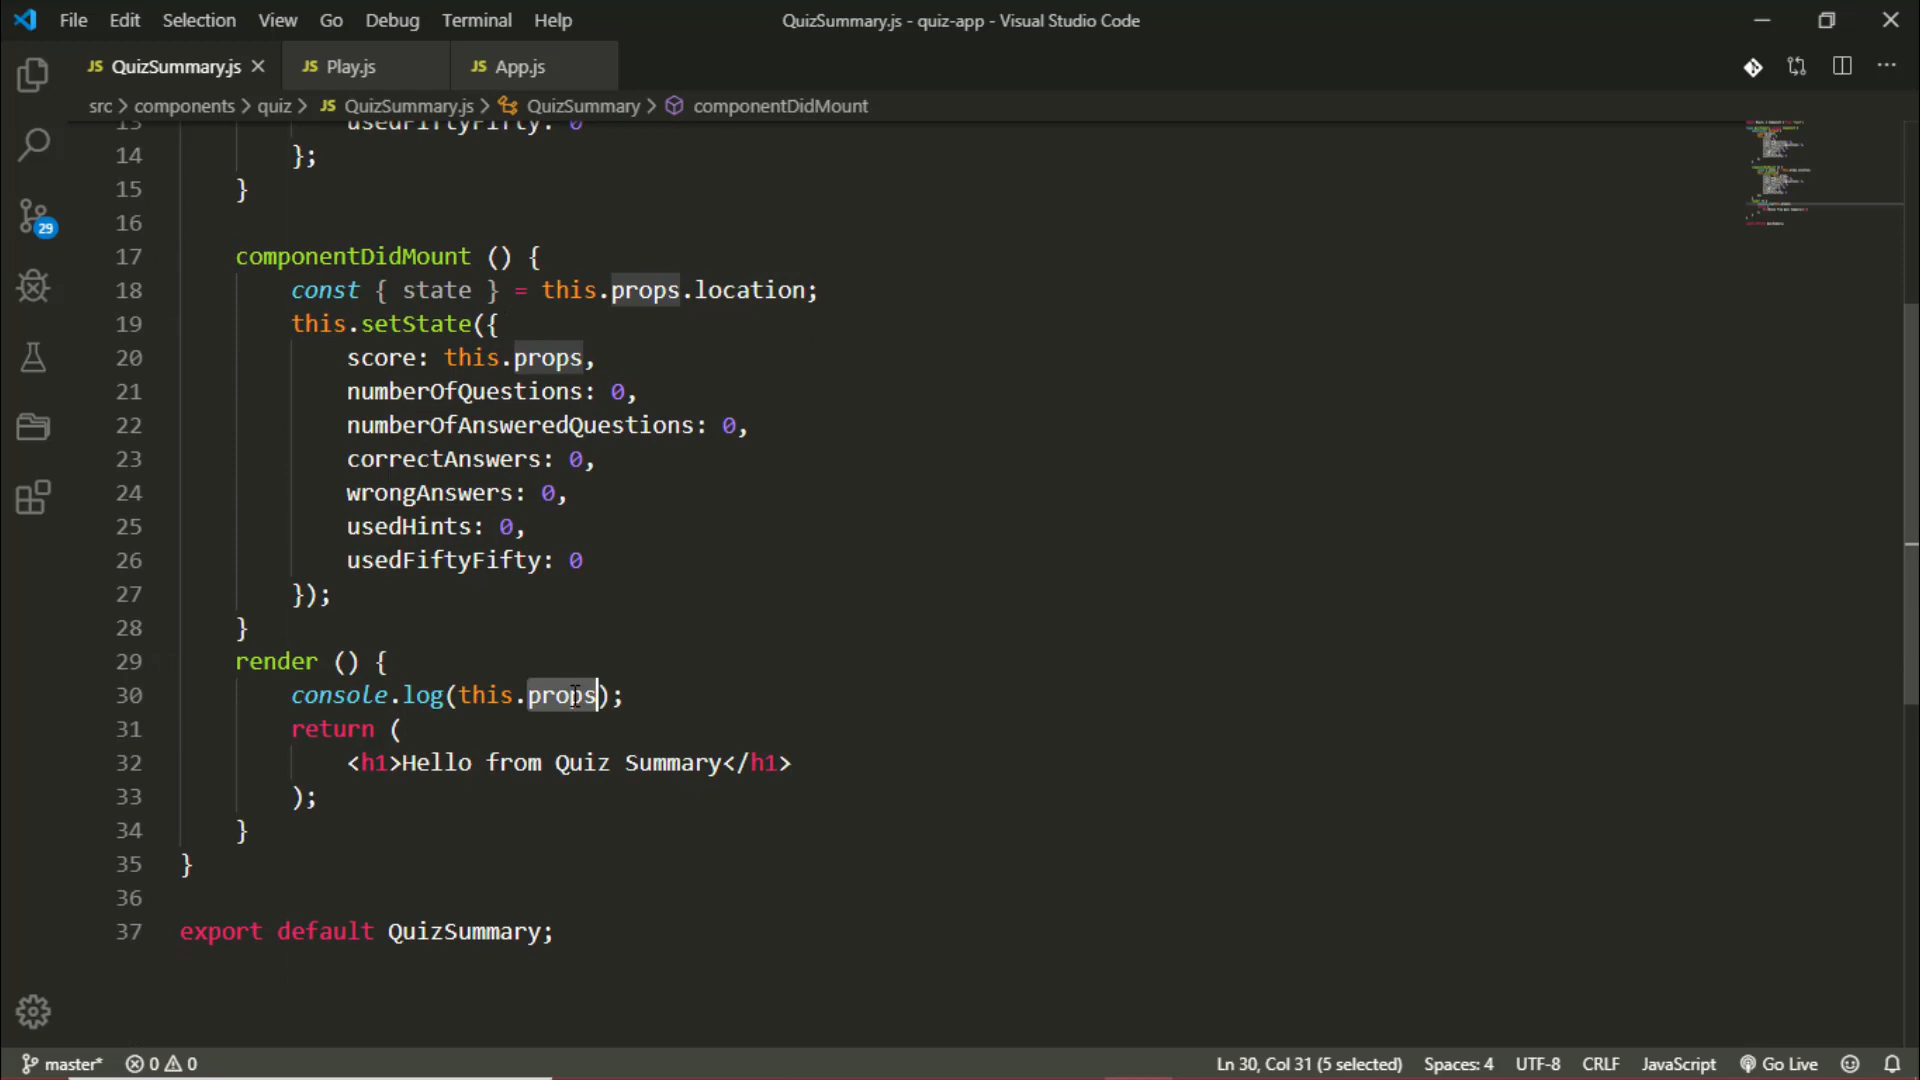 File Edit Selection View Go Debug Terminal Help QuizSummary.js - quiz-app - Visual Studio Code
JS QuizSummary.js JS Play.js JS App.js
src > components > quiz > JS QuizSummary.js > QuizSummary > componentDidMount
13 usedFiftyFifty: 0
14 };
15 }
16
17 componentDidMount () {
18 const { state } = this.props.location;
19 this.setState({
20 score: this.props,
21 numberOfQuestions: 0,
22 numberOfAnsweredQuestions: 0,
23 correctAnswers: 0,
24 wrongAnswers: 0,
25 usedHints: 0,
26 usedFiftyFifty: 0
27 });
28 }
29 render () {
30 console.log(this.props);
31 return (
32 <h1>Hello from Quiz Summary</h1>
33 );
34 }
35 }
36
37 export default QuizSummary;
29
master* 0 0 Ln 30, Col 31 (5 selected) Spaces: 4 UTF-8 CRLF JavaScript Go Live